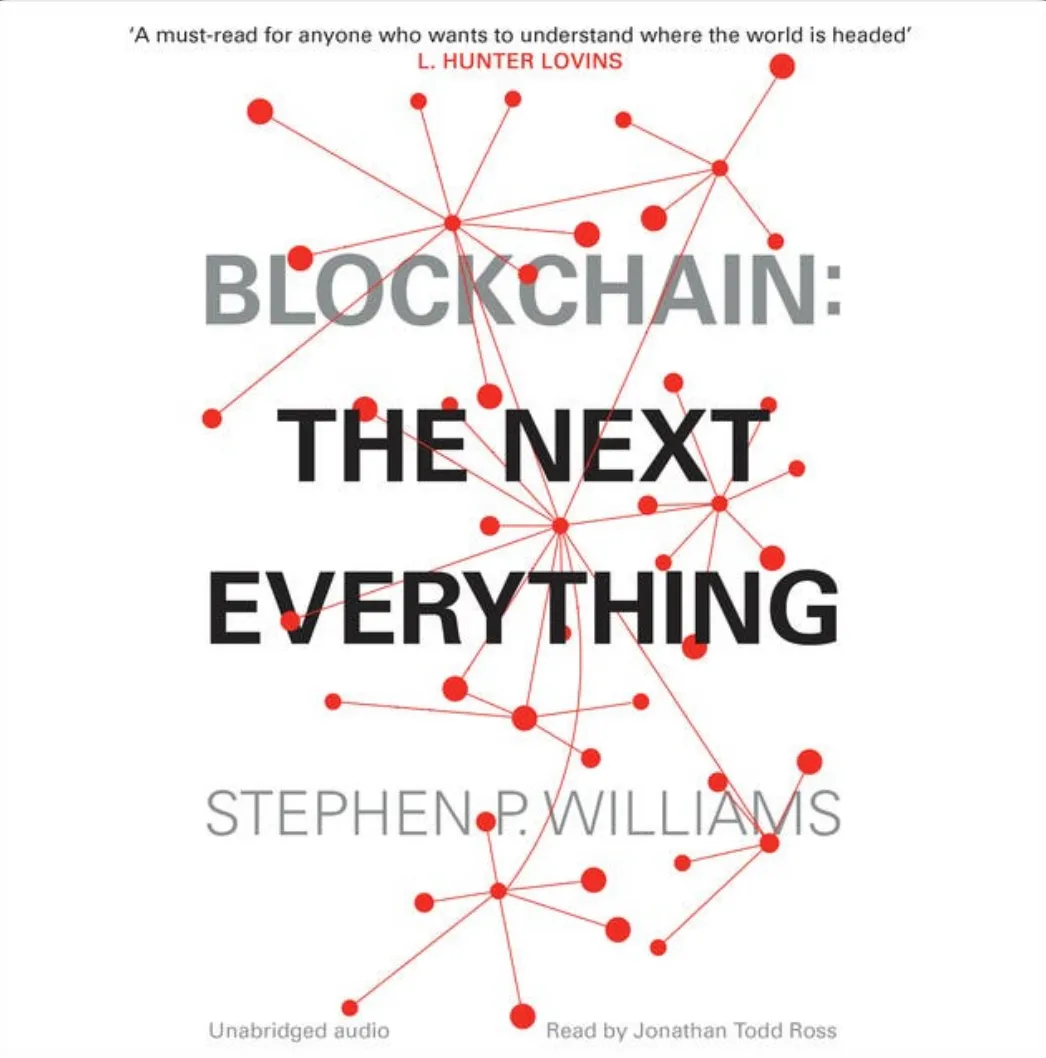 ‘A must-read for anyone who wants to understand where the world is headed’
L. HUNTER LOVINS
BLOCKCHAIN:
THE NEXT
EVERYTHING
STEPHEN P. WILLIAMS
Unabridged audio
Read by Jonathan Todd Ross